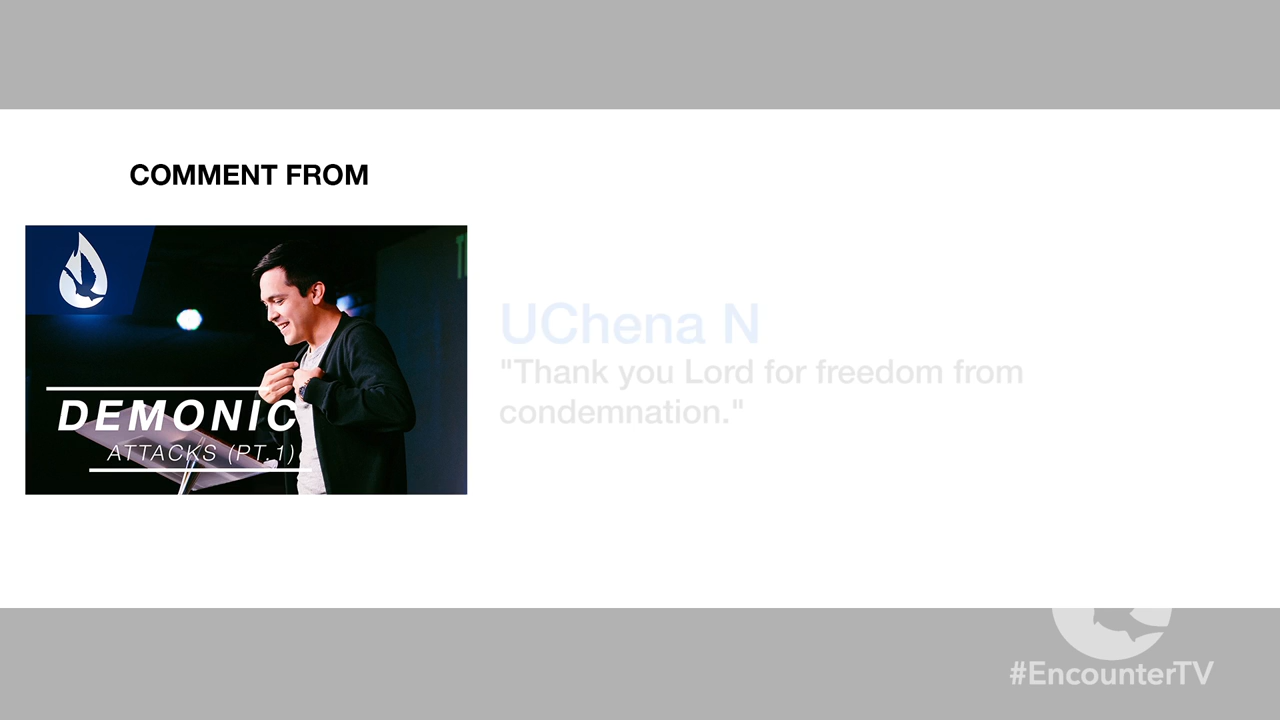 COMMENT FROM
DEMONIC
ATTACKS (PT.1)
UChena N
"Thank you Lord for freedom from
condemnation."
#EncounterTV